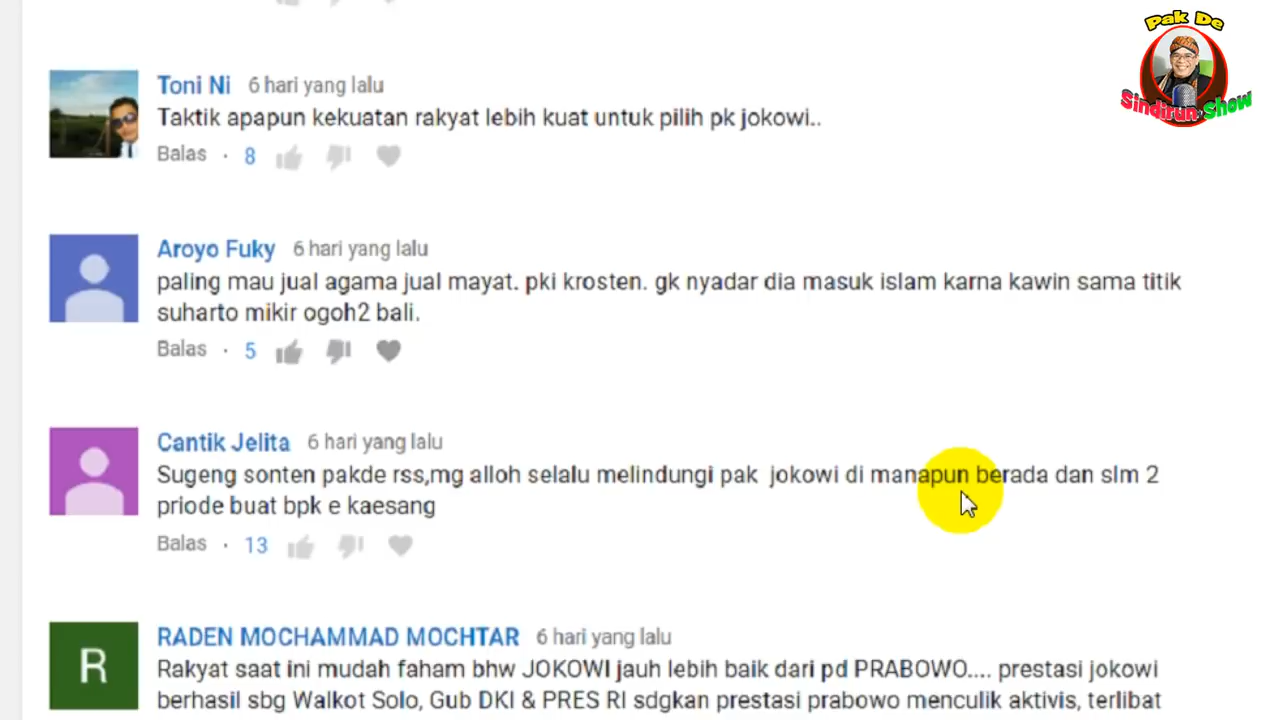 Pak De
Sindirun Show
Toni Ni 6 hari yang lalu
Taktik apapun kekuatan rakyat lebih kuat untuk pilih pk jokowi..
Balas · 8
Aroyo Fuky 6 hari yang lalu
paling mau jual agama jual mayat. pki krosten. gk nyadar dia masuk islam karna kawin sama titik
suharto mikir ogoh2 bali.
Balas · 5
Cantik Jelita 6 hari yang lalu
Sugeng sonten pakde rss,mg alloh selalu melindungi pak jokowi di manapun berada dan slm 2
priode buat bpk e kaesang
Balas · 13
R
RADEN MOCHAMMAD MOCHTAR 6 hari yang lalu
Rakyat saat ini mudah faham bhw JOKOWI jauh lebih baik dari pd PRABOWO.... prestasi jokowi
berhasil sbg Walkot Solo, Gub DKI & PRES RI sdgkan prestasi prabowo menculik aktivis, terlibat